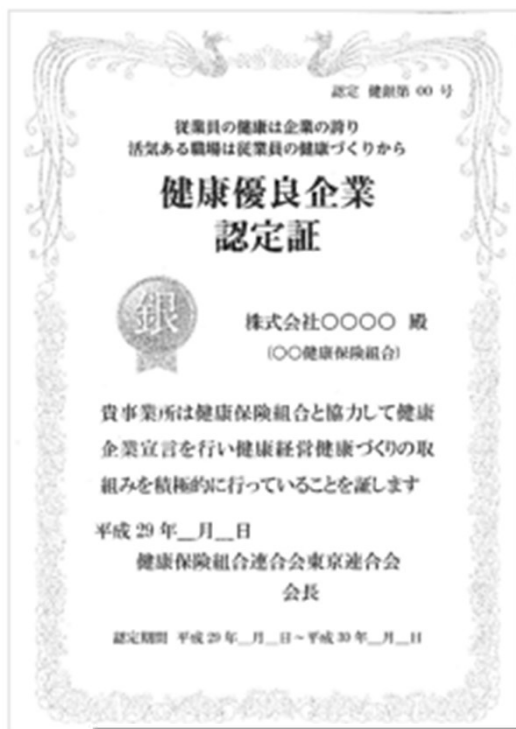 認定 健銀第 00 号
従業員の健康は企業の誇り
活気ある職場は従業員の健康づくりから
健康優良企業
認定証
銀
株式会社〇〇〇〇 殿
(〇〇健康保険組合)
貴事業所は健康保険組合と協力して健康
企業宣言を行い健康経営健康づくりの取
組みを積極的に行っていることを証します
平成 29 年__月__日
健康保険組合連合会東京連合会
会長
認定期間 平成 29 年__月__日~平成 30 年__月__日